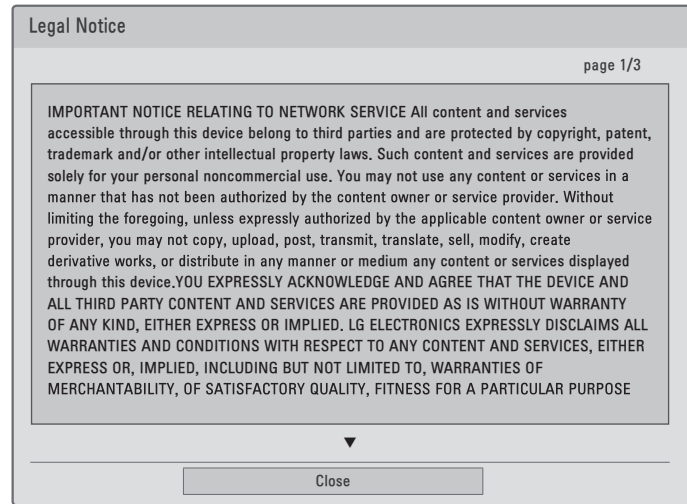 Legal Notice
page 1/3
IMPORTANT NOTICE RELATING TO NETWORK SERVICE All content and services
accessible through this device belong to third parties and are protected by copyright, patent,
trademark and/or other intellectual property laws. Such content and services are provided
solely for your personal noncommercial use. You may not use any content or services in a
manner that has not been authorized by the content owner or service provider. Without
limiting the foregoing, unless expressly authorized by the applicable content owner or service
provider, you may not copy, upload, post, transmit, translate, sell, modify, create
derivative works, or distribute in any manner or medium any content or services displayed
through this device.YOU EXPRESSLY ACKNOWLEDGE AND AGREE THAT THE DEVICE AND
ALL THIRD PARTY CONTENT AND SERVICES ARE PROVIDED AS IS WITHOUT WARRANTY
OF ANY KIND, EITHER EXPRESS OR IMPLIED. LG ELECTRONICS EXPRESSLY DISCLAIMS ALL
WARRANTIES AND CONDITIONS WITH RESPECT TO ANY CONTENT AND SERVICES, EITHER
EXPRESS OR, IMPLIED, INCLUDING BUT NOT LIMITED TO, WARRANTIES OF
MERCHANTABILITY, OF SATISFACTORY QUALITY, FITNESS FOR A PARTICULAR PURPOSE
▼
Close